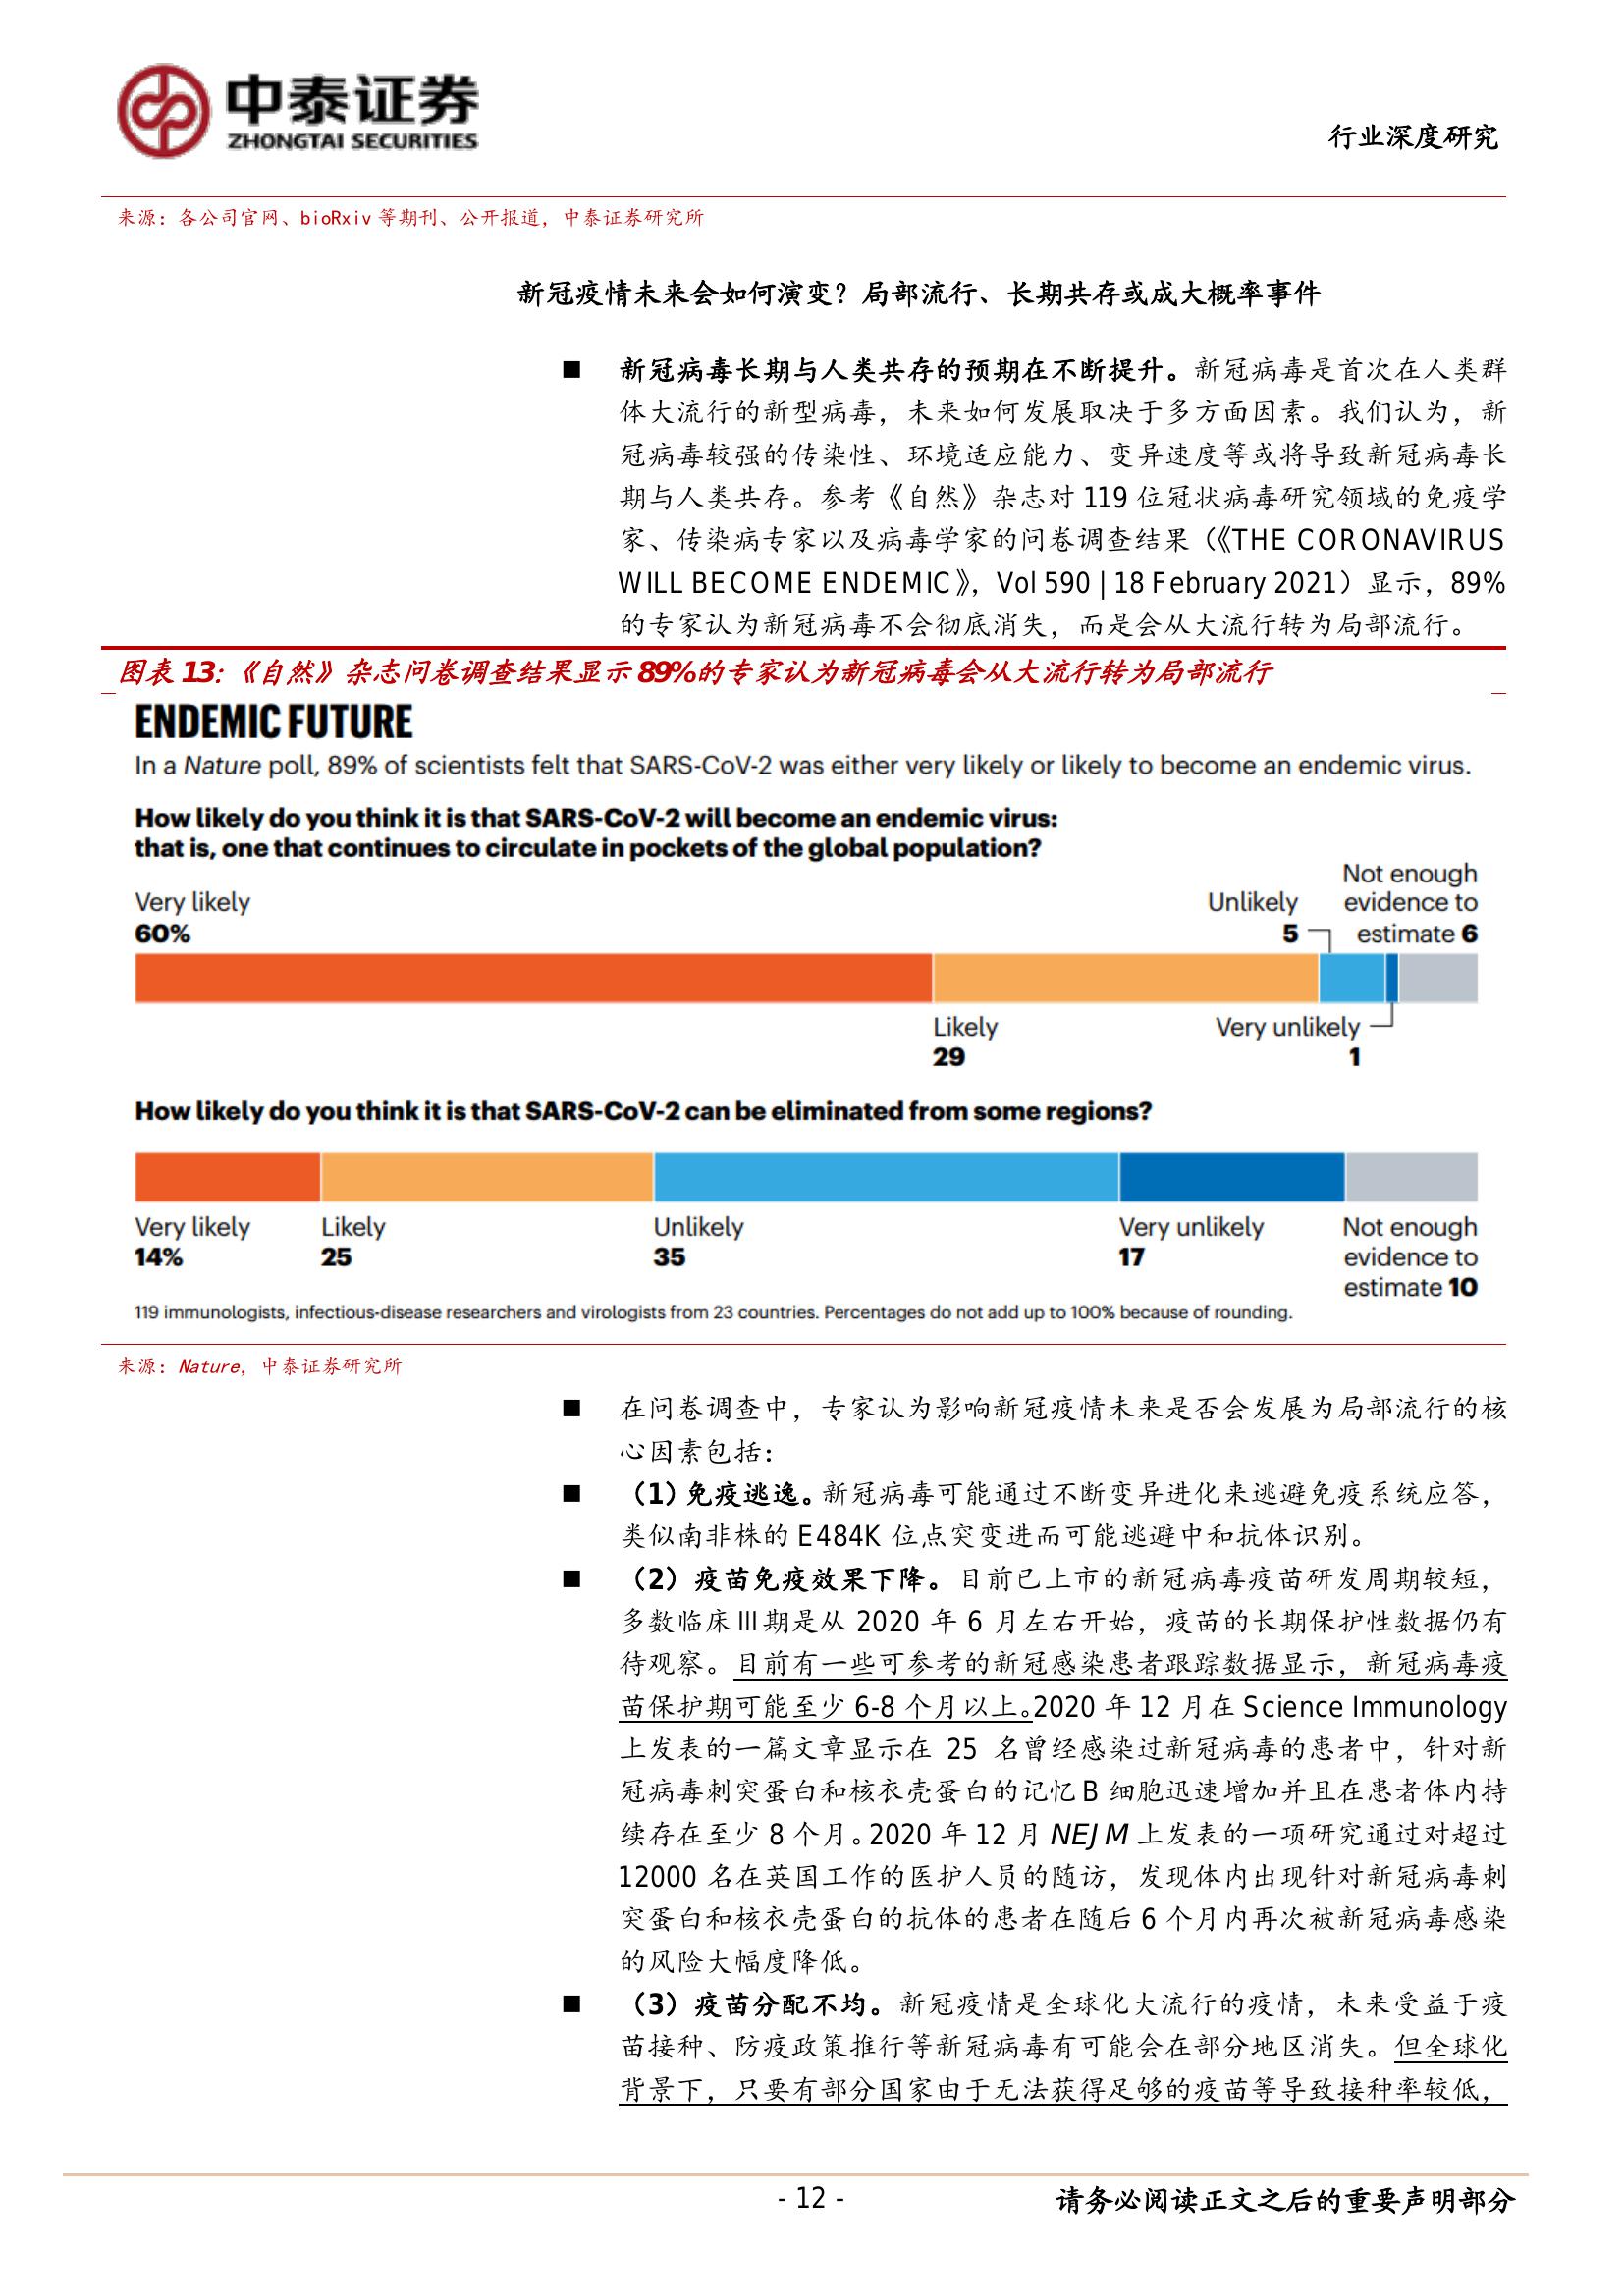 中泰证券
ZHONGTAI SECURITIES
行业深度研究
来源：各公司官网、bioRxiv 等期刊、公开报道，中泰证券研究所
新冠疫情未来会如何演变？局部流行、长期共存或成大概率事件
■ 新冠病毒长期与人类共存的预期在不断提升。新冠病毒是首次在人类群
体大流行的新型病毒，未来如何发展取决于多方面因素。我们认为，新
冠病毒较强的传染性、环境适应能力、变异速度等或将导致新冠病毒长
期与人类共存。参考《自然》杂志对 119 位冠状病毒研究领域的免疫学
家、传染病专家以及病毒学家的问卷调查结果（《THE CORONAVIRUS
WILL BECOME ENDEMIC》，Vol 590 | 18 February 2021）显示，89%
的专家认为新冠病毒不会彻底消失，而是会从大流行转为局部流行。
图表 13：《自然》杂志问卷调查结果显示 89%的专家认为新冠病毒会从大流行转为局部流行
ENDEMIC FUTURE
In a Nature poll, 89% of scientists felt that SARS-CoV-2 was either very likely or likely to become an endemic virus.
How likely do you think it is that SARS-CoV-2 will become an endemic virus:
that is, one that continues to circulate in pockets of the global population?
Very likely
60%
Unlikely
5
Not enough
evidence to
estimate 6
Likely
29
Very unlikely
1
How likely do you think it is that SARS-CoV-2 can be eliminated from some regions?
Very likely
14%
Likely
25
Unlikely
35
Very unlikely
17
Not enough
evidence to
estimate 10
119 immunologists, infectious-disease researchers and virologists from 23 countries. Percentages do not add up to 100% because of rounding.
来源：Nature，中泰证券研究所
■ 在问卷调查中，专家认为影响新冠疫情未来是否会发展为局部流行的核
心因素包括：
■ （1）免疫逃逸。新冠病毒可能通过不断变异进化来逃避免疫系统应答，
类似南非株的 E484K 位点突变进而可能逃避中和抗体识别。
■ （2）疫苗免疫效果下降。目前已上市的新冠病毒疫苗研发周期较短，
多数临床Ⅲ期是从 2020 年 6 月左右开始，疫苗的长期保护性数据仍有
待观察。目前有一些可参考的新冠感染患者跟踪数据显示，新冠病毒疫
苗保护期可能至少 6-8 个月以上。2020 年 12 月在 Science Immunology
上发表的一篇文章显示在 25 名曾经感染过新冠病毒的患者中，针对新
冠病毒刺突蛋白和核衣壳蛋白的记忆 B 细胞迅速增加并且在患者体内持
续存在至少 8 个月。2020 年 12 月 NEJM 上发表的一项研究通过对超过
12000 名在英国工作的医护人员的随访，发现体内出现针对新冠病毒刺
突蛋白和核衣壳蛋白的抗体的患者在随后 6 个月内再次被新冠病毒感染
的风险大幅度降低。
■ （3）疫苗分配不均。新冠疫情是全球化大流行的疫情，未来受益于疫
苗接种、防疫政策推行等新冠病毒有可能会在部分地区消失。但全球化
背景下，只要有部分国家由于无法获得足够的疫苗等导致接种率较低，
- 12 -
请务必阅读正文之后的重要声明部分